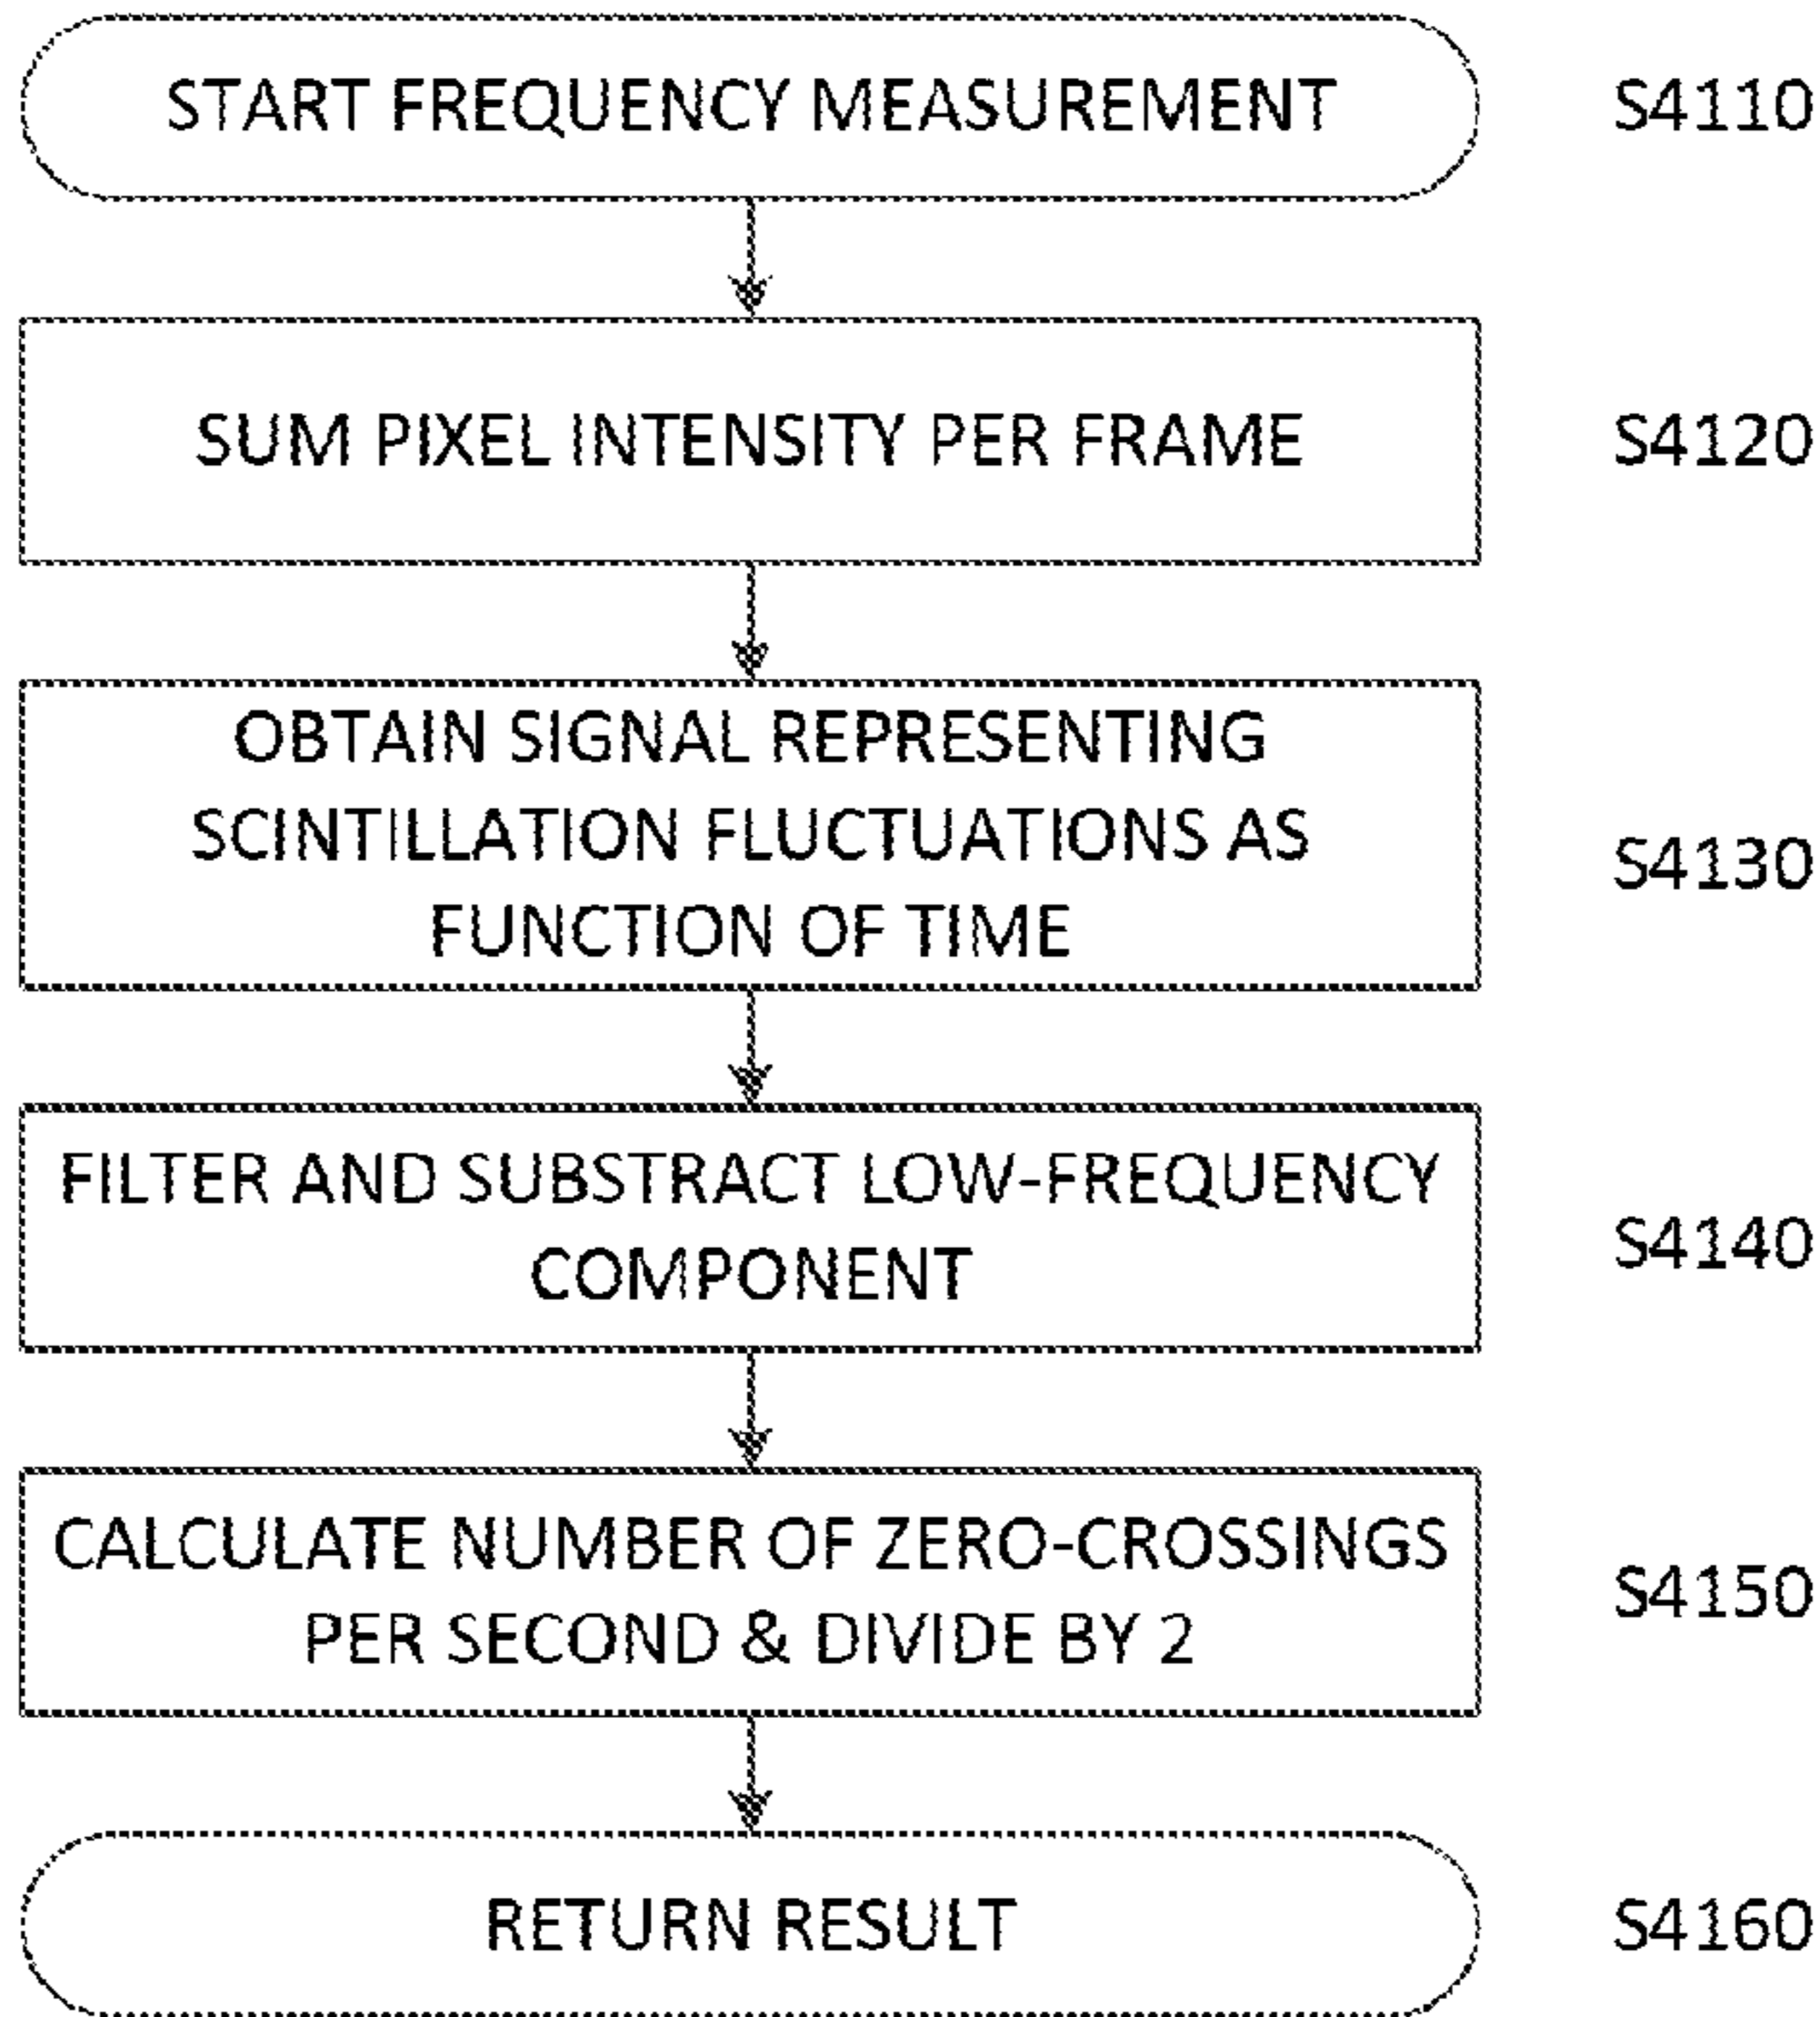 START FREQUENCY MEASUREMENT
S4110
SUM PIXEL INTENSITY PER FRAME
S4120
OBTAIN SIGNAL REPRESENTING
SCINTILLATION FLUCTUATIONS AS
FUNCTION OF TIME
S4130
FILTER AND SUBSTRACT LOW-FREQUENCY
COMPONENT
S4140
CALCULATE NUMBER OF ZERO-CROSSINGS
PER SECOND & DIVIDE BY 2
S4150
RETURN RESULT
S4160